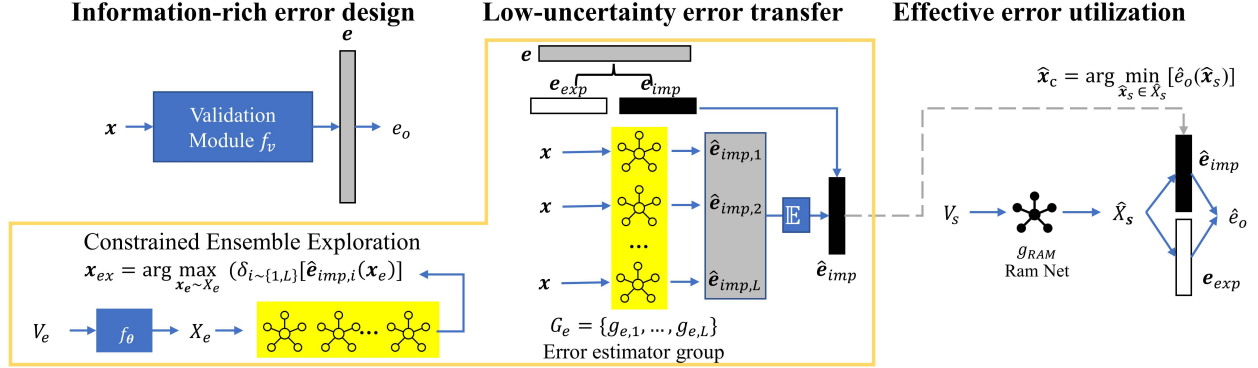 Information-rich error design
e
x
Validation
Module f_v
e_o
Low-uncertainty error transfer
e
e_exp
e_imp
x
ê_imp,1
x
ê_imp,2
𝔼
...
x
ê_imp,L
ê_imp
G_e = {g_e,1, ..., g_e,L}
Error estimator group
Constrained Ensemble Exploration
x_ex = arg max (δ_i~{1,L}[ê_imp,i(x_e)]
x_e~X_e
V_e
f_θ
X_e
...
Effective error utilization
x̂_c = arg min [ê_o(x̂_s)]
x̂_s ∈ X̂_s
ê_imp
V_s
g_RAM
Ram Net
X̂_s
ê_o
e_exp